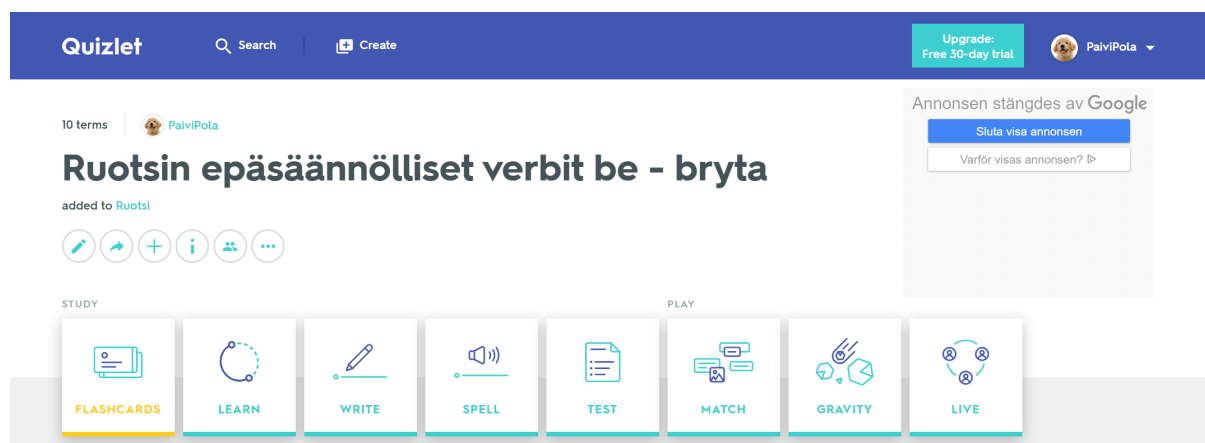 Quizlet
Search
Create
Upgrade:
Free 30-day trial
PaiviPola
10 terms
PaiviPola
Ruotsin epäsäännölliset verbit be - bryta
added to Ruotsi
Annonsen stängdes av Google
Sluta visa annonsen
Varför visas annonsen?
STUDY
PLAY
FLASHCARDS
LEARN
WRITE
SPELL
TEST
MATCH
GRAVITY
LIVE